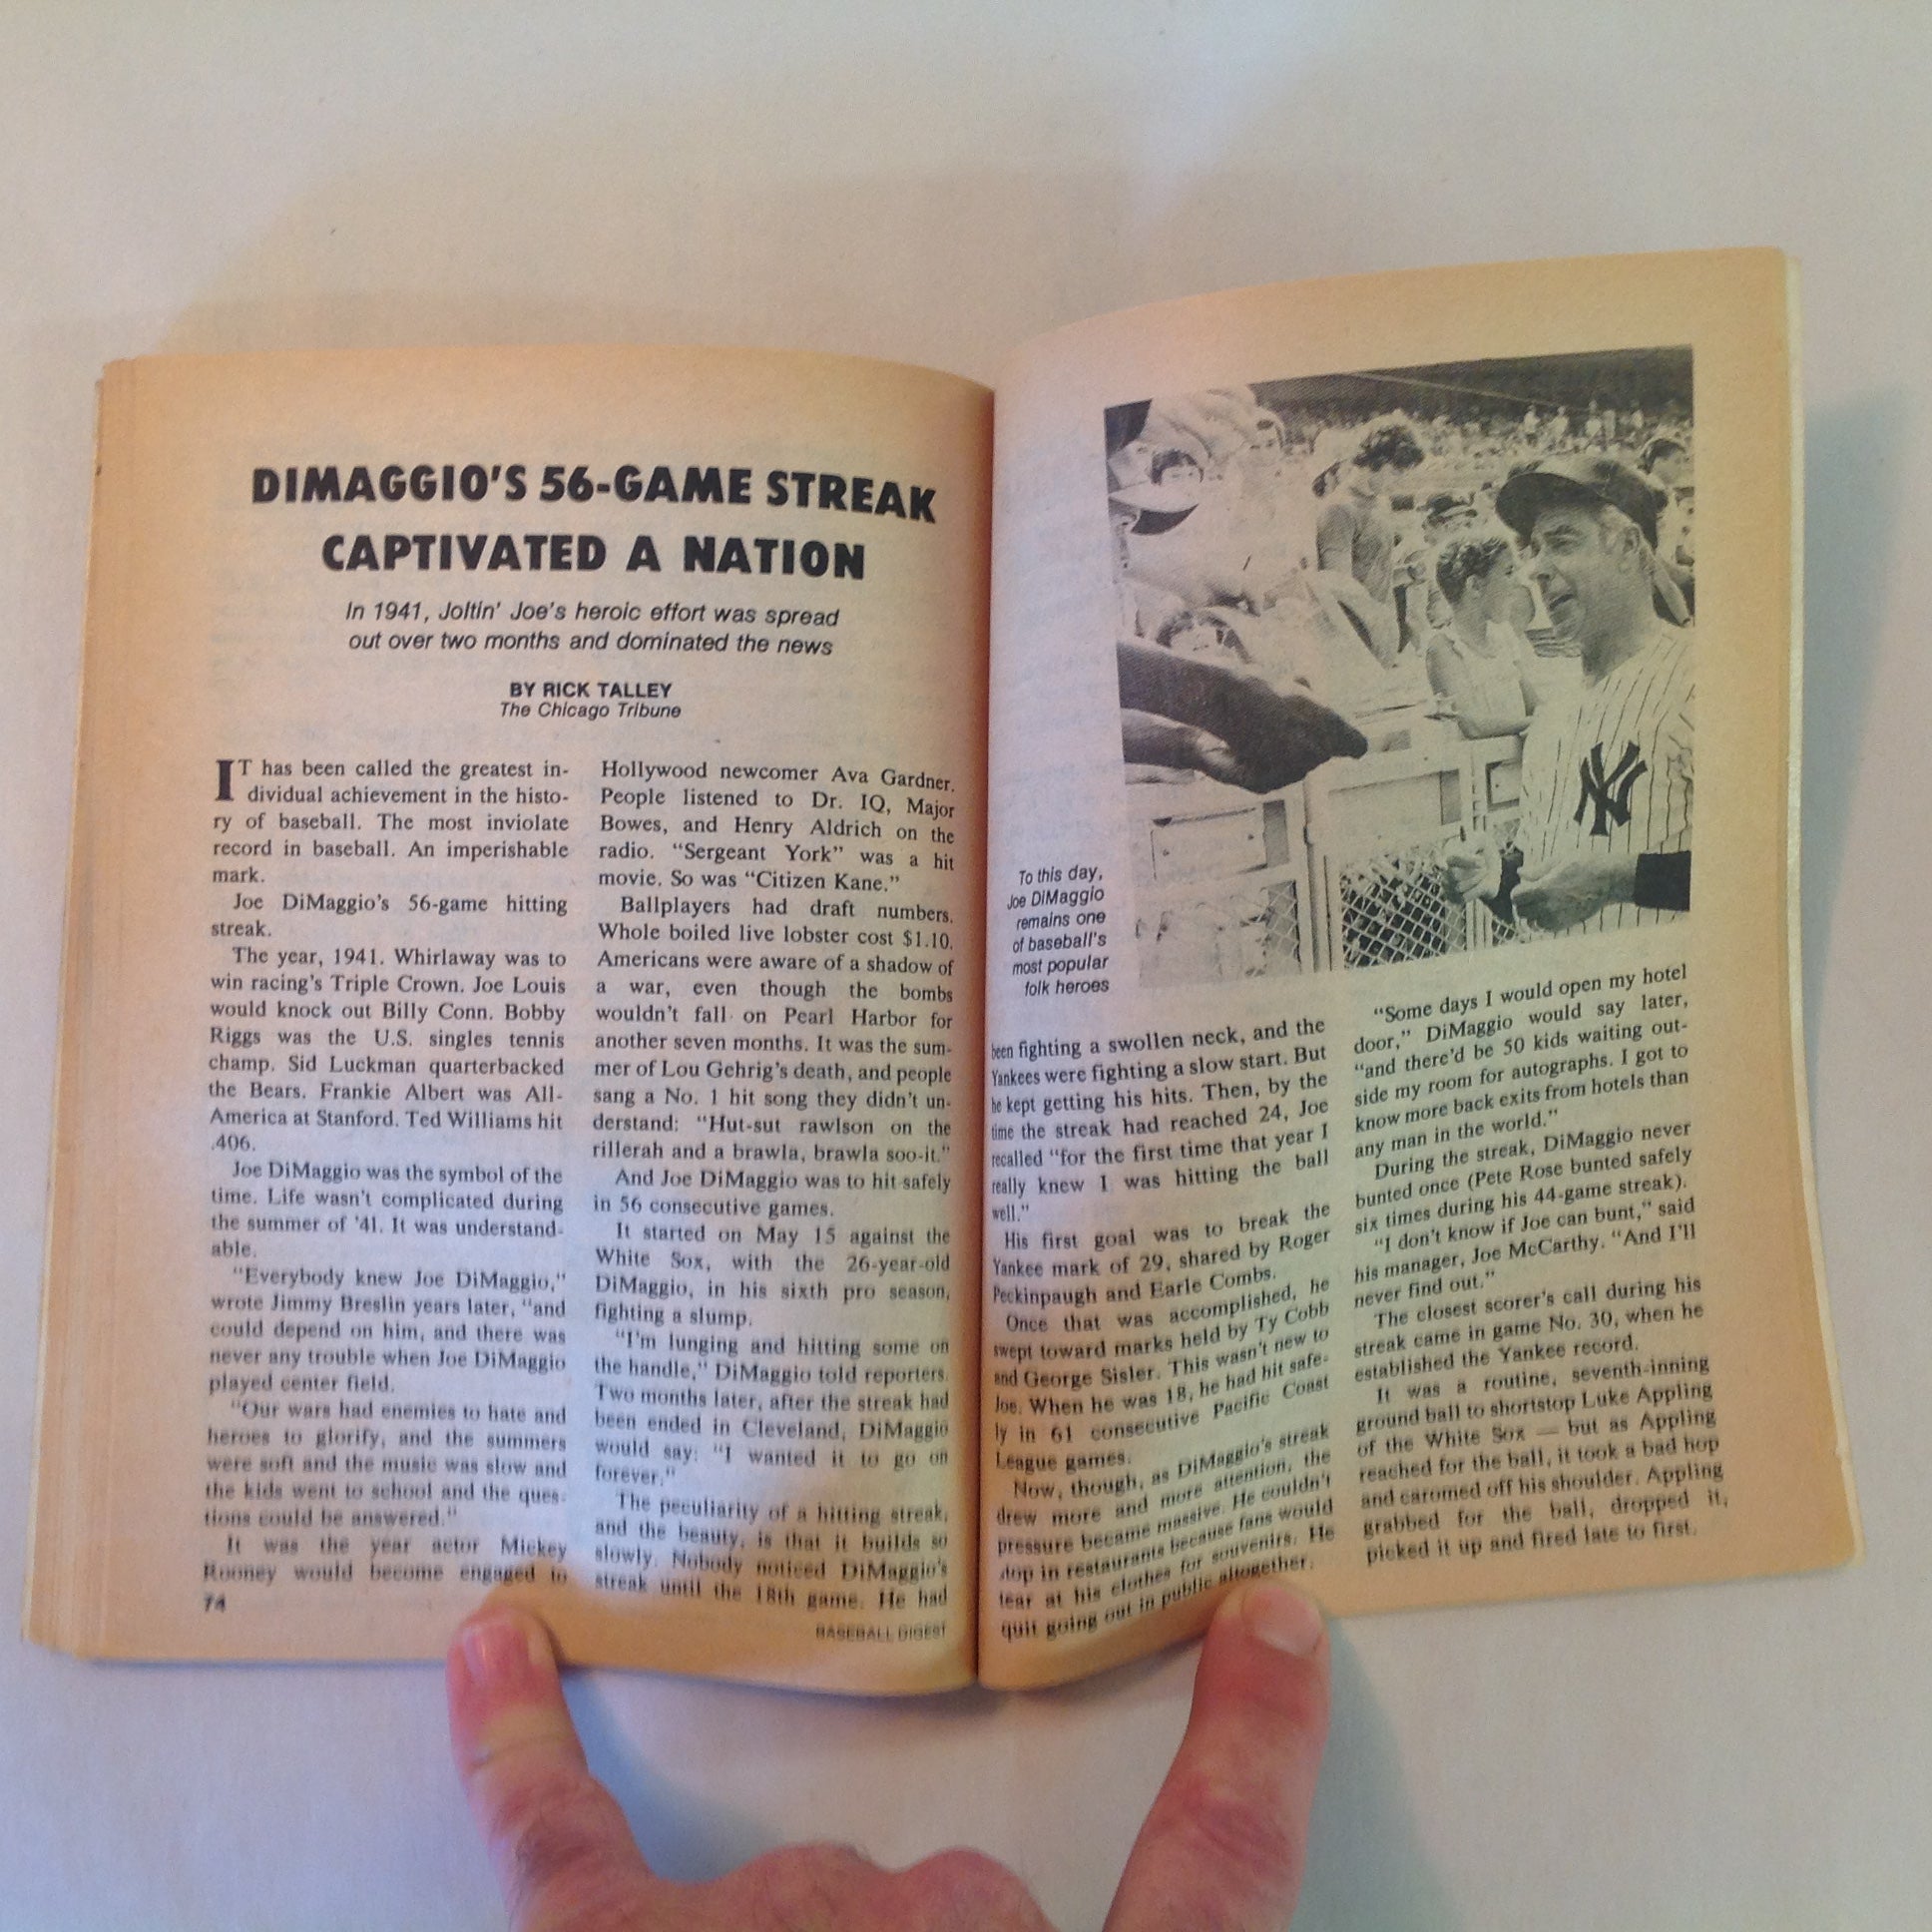 DIMAGGIO'S 56-GAME STREAK
CAPTIVATED A NATION
In 1941, Joltin' Joe's heroic effort was spread
out over two months and dominated the news
BY RICK TALLEY
The Chicago Tribune
IT has been called the greatest in-
dividual achievement in the histo-
ry of baseball. The most inviolate
record in baseball. An imperishable
mark.
Joe DiMaggio's 56-game hitting
streak.
The year, 1941. Whirlaway was to
win racing's Triple Crown. Joe Louis
would knock out Billy Conn. Bobby
Riggs was the U.S. singles tennis
champ. Sid Luckman quarterbacked
the Bears. Frankie Albert was All-
America at Stanford. Ted Williams hit
.406.
Joe DiMaggio was the symbol of the
time. Life wasn't complicated during
the summer of '41. It was understand-
able.
"Everybody knew Joe DiMaggio,"
wrote Jimmy Breslin years later, "and
could depend on him, and there was
never any trouble when Joe DiMaggio
played center field.
"Our wars had enemies to hate and
heroes to glorify, and the summers
were soft and the music was slow and
the kids went to school and the ques-
tions could be answered."
It was the year actor Mickey
Rooney would become engaged to
74
Hollywood newcomer Ava Gardner.
People listened to Dr. IQ, Major
Bowes, and Henry Aldrich on the
radio. "Sergeant York" was a hit
movie. So was "Citizen Kane."
Ballplayers had draft numbers.
Whole boiled live lobster cost $1.10.
Americans were aware of a shadow of
a war, even though the bombs
wouldn't fall on Pearl Harbor for
another seven months. It was the sum-
mer of Lou Gehrig's death, and people
sang a No. 1 hit song they didn't un-
derstand: "Hut-sut rawlson on the
rillerah and a brawla, brawla soo-it."
And Joe DiMaggio was to hit safely
in 56 consecutive games.
It started on May 15 against the
White Sox, with the 26-year-old
DiMaggio, in his sixth pro season,
fighting a slump.
"I'm lunging and hitting some on
the handle," DiMaggio told reporters.
Two months later, after the streak had
been ended in Cleveland, DiMaggio
would say: "I wanted it to go on
forever."
The peculiarity of a hitting streak,
and the beauty, is that it builds so
slowly. Nobody noticed DiMaggio's
streak until the 18th game. He had
BASEBALL DIGEST
To this day,
Joe DiMaggio
remains one
of baseball's
most popular
folk heroes
NY
been fighting a swollen neck, and the
Yankees were fighting a slow start. But
he kept getting his hits. Then, by the
time the streak had reached 24, Joe
recalled "for the first time that year I
really knew I was hitting the ball
well."
His first goal was to break the
Yankee mark of 29, shared by Roger
Peckinpaugh and Earle Combs.
Once that was accomplished, he
swept toward marks held by Ty Cobb
and George Sisler. This wasn't new to
Joe. When he was 18, he had hit safe-
ly in 61 consecutive Pacific Coast
League games.
Now, though, as DiMaggio's streak
drew more and more attention, the
pressure became massive. He couldn't
stop in restaurants because fans would
tear at his clothes for souvenirs. He
quit going out in public altogether.
"Some days I would open my hotel
door," DiMaggio would say later,
"and there'd be 50 kids waiting out-
side my room for autographs. I got to
know more back exits from hotels than
any man in the world."
During the streak, DiMaggio never
bunted once (Pete Rose bunted safely
six times during his 44-game streak).
"I don't know if Joe can bunt," said
his manager, Joe McCarthy. "And I'll
never find out."
The closest scorer's call during his
streak came in game No. 30, when he
established the Yankee record.
It was a routine, seventh-inning
ground ball to shortstop Luke Appling
of the White Sox — but as Appling
reached for the ball, it took a bad hop
and caromed off his shoulder. Appling
grabbed for the ball, dropped it,
picked it up and fired late to first.